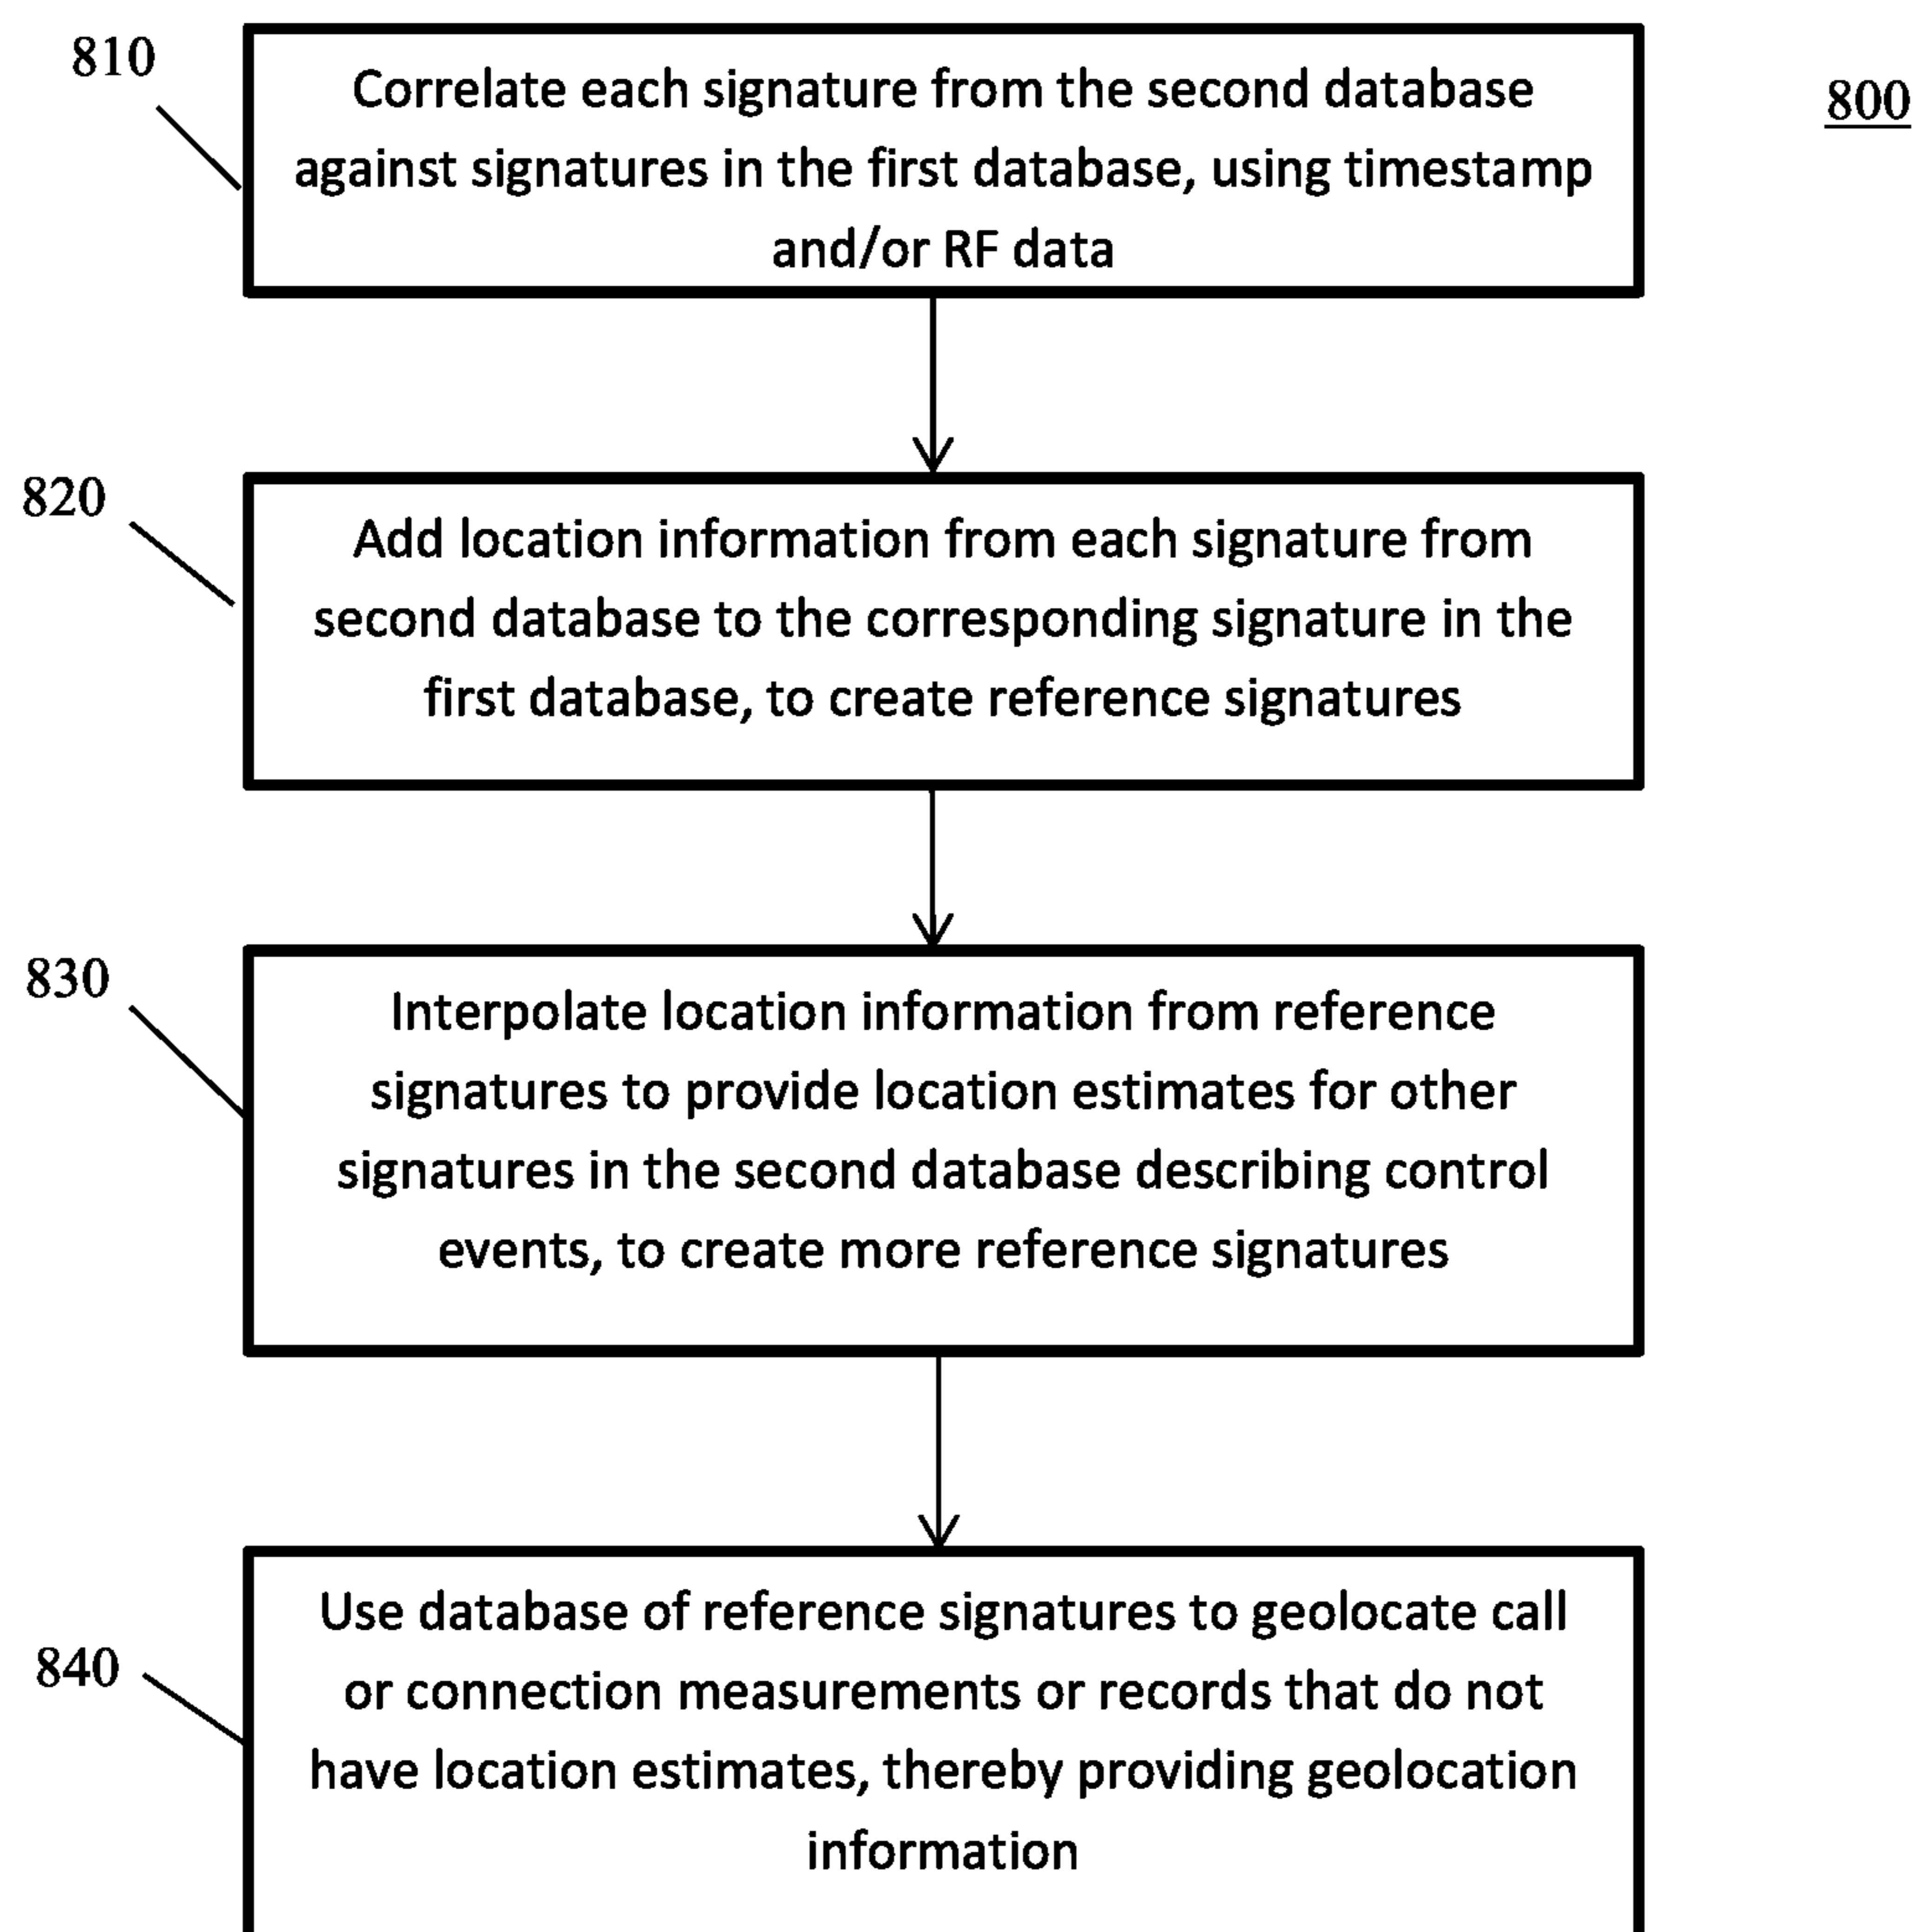 810
Correlate each signature from the second database
against signatures in the first database, using timestamp
and/or RF data
800
820
Add location information from each signature from
second database to the corresponding signature in the
first database, to create reference signatures
830
Interpolate location information from reference
signatures to provide location estimates for other
signatures in the second database describing control
events, to create more reference signatures
840
Use database of reference signatures to geolocate call
or connection measurements or records that do not
have location estimates, thereby providing geolocation
information